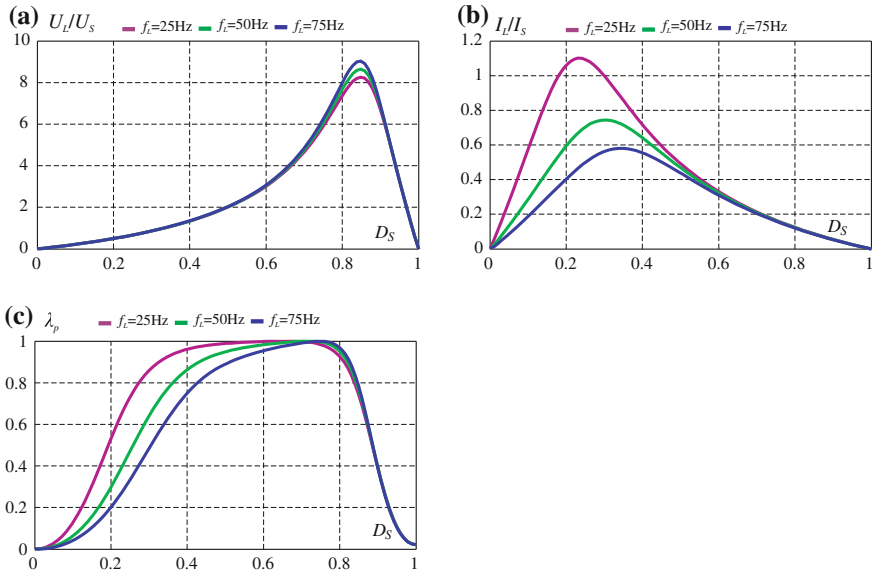 (a) U_L/U_S f_L=25Hz f_L=50Hz f_L=75Hz
10
8
6
4
2
0
D_S
0 0.2 0.4 0.6 0.8 1
(b) I_L/I_S f_L=25Hz f_L=50Hz f_L=75Hz
1.2
1
0.8
0.6
0.4
0.2
0
D_S
0 0.2 0.4 0.6 0.8 1
(c) λ_p f_L=25Hz f_L=50Hz f_L=75Hz
1
0.8
0.6
0.4
0.2
0
D_S
0 0.2 0.4 0.6 0.8 1